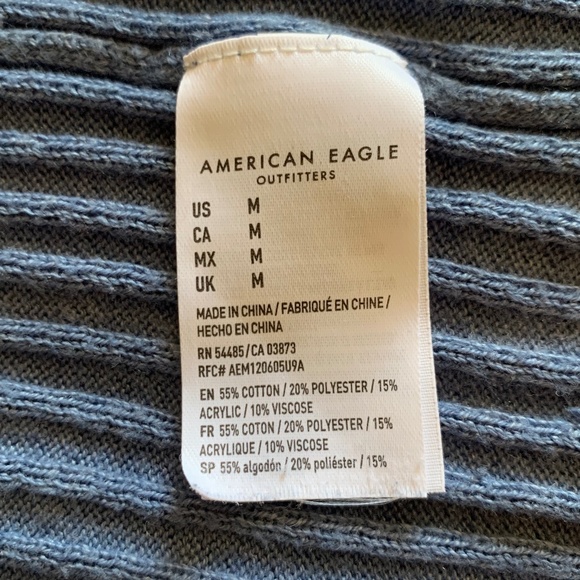 AMERICAN EAGLE
OUTFITTERS
US M
CA M
MX M
UK M
MADE IN CHINA / FABRIQUÉ EN CHINE /
HECHO EN CHINA
RN 54485 / CA 03873
RFC# AEM120605U9A
EN 55% COTTON / 20% POLYESTER / 15%
ACRYLIC / 10% VISCOSE
FR 55% COTON / 20% POLYESTER / 15%
ACRYLIQUE / 10% VISCOSE
SP 55% algodón / 20% poliéster / 15%